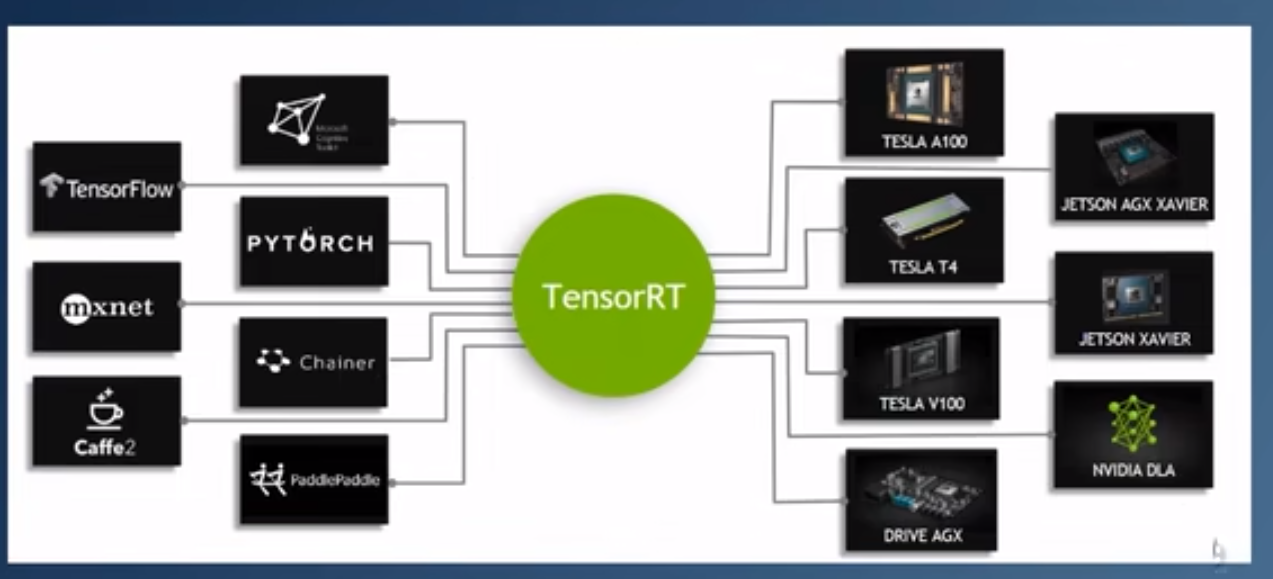 Microsoft
Cognitive
Toolkit
TensorFlow
PYTORCH
mxnet
Chainer
Caffe2
PaddlePaddle
TensorRT
TESLA A100
JETSON AGX XAVIER
TESLA T4
JETSON XAVIER
TESLA V100
NVIDIA DLA
DRIVE AGX